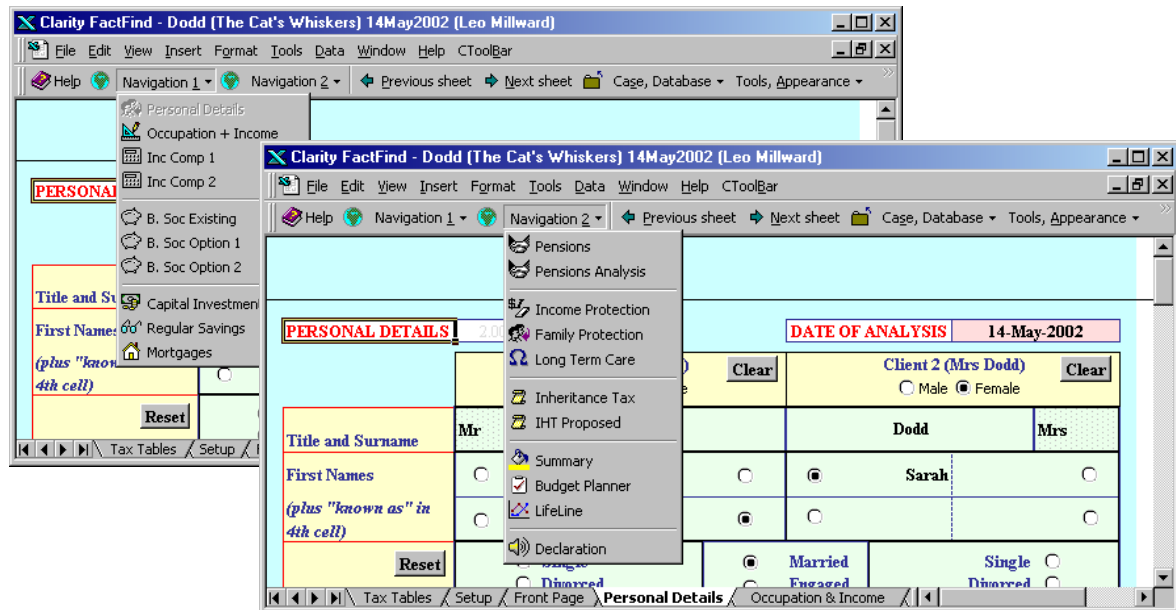 Clarity FactFind - Dodd (The Cat's Whiskers) 14May2002 (Leo Millward)
File Edit View Insert Format Tools Data Window Help CToolBar
Help Navigation 1 Navigation 2 Previous sheet Next sheet Case, Database Tools, Appearance
Personal Details
Occupation + Income
Inc Comp 1
Inc Comp 2
B. Soc Existing
B. Soc Option 1
B. Soc Option 2
Capital Investmen
Regular Savings
Mortgages
PERSONAL
Title and Su
First Names
(plus "know
4th cell)
Reset
Tax Tables Setup
Clarity FactFind - Dodd (The Cat's Whiskers) 14May2002 (Leo Millward)
File Edit View Insert Format Tools Data Window Help CToolBar
Help Navigation 1 Navigation 2 Previous sheet Next sheet Case, Database Tools, Appearance
Pensions
Pensions Analysis
Income Protection
Family Protection
Long Term Care
Inheritance Tax
IHT Proposed
Summary
Budget Planner
LifeLine
Declaration
PERSONAL DETAILS 2.00 DATE OF ANALYSIS 14-May-2002
Clear Client 2 (Mrs Dodd) Clear
Male Female
Title and Surname Mr Dodd Mrs
First Names Sarah
(plus "known as" in
4th cell)
Reset Single Married Single
Divorced Engaged Divorced
Tax Tables Setup Front Page Personal Details Occupation & Income